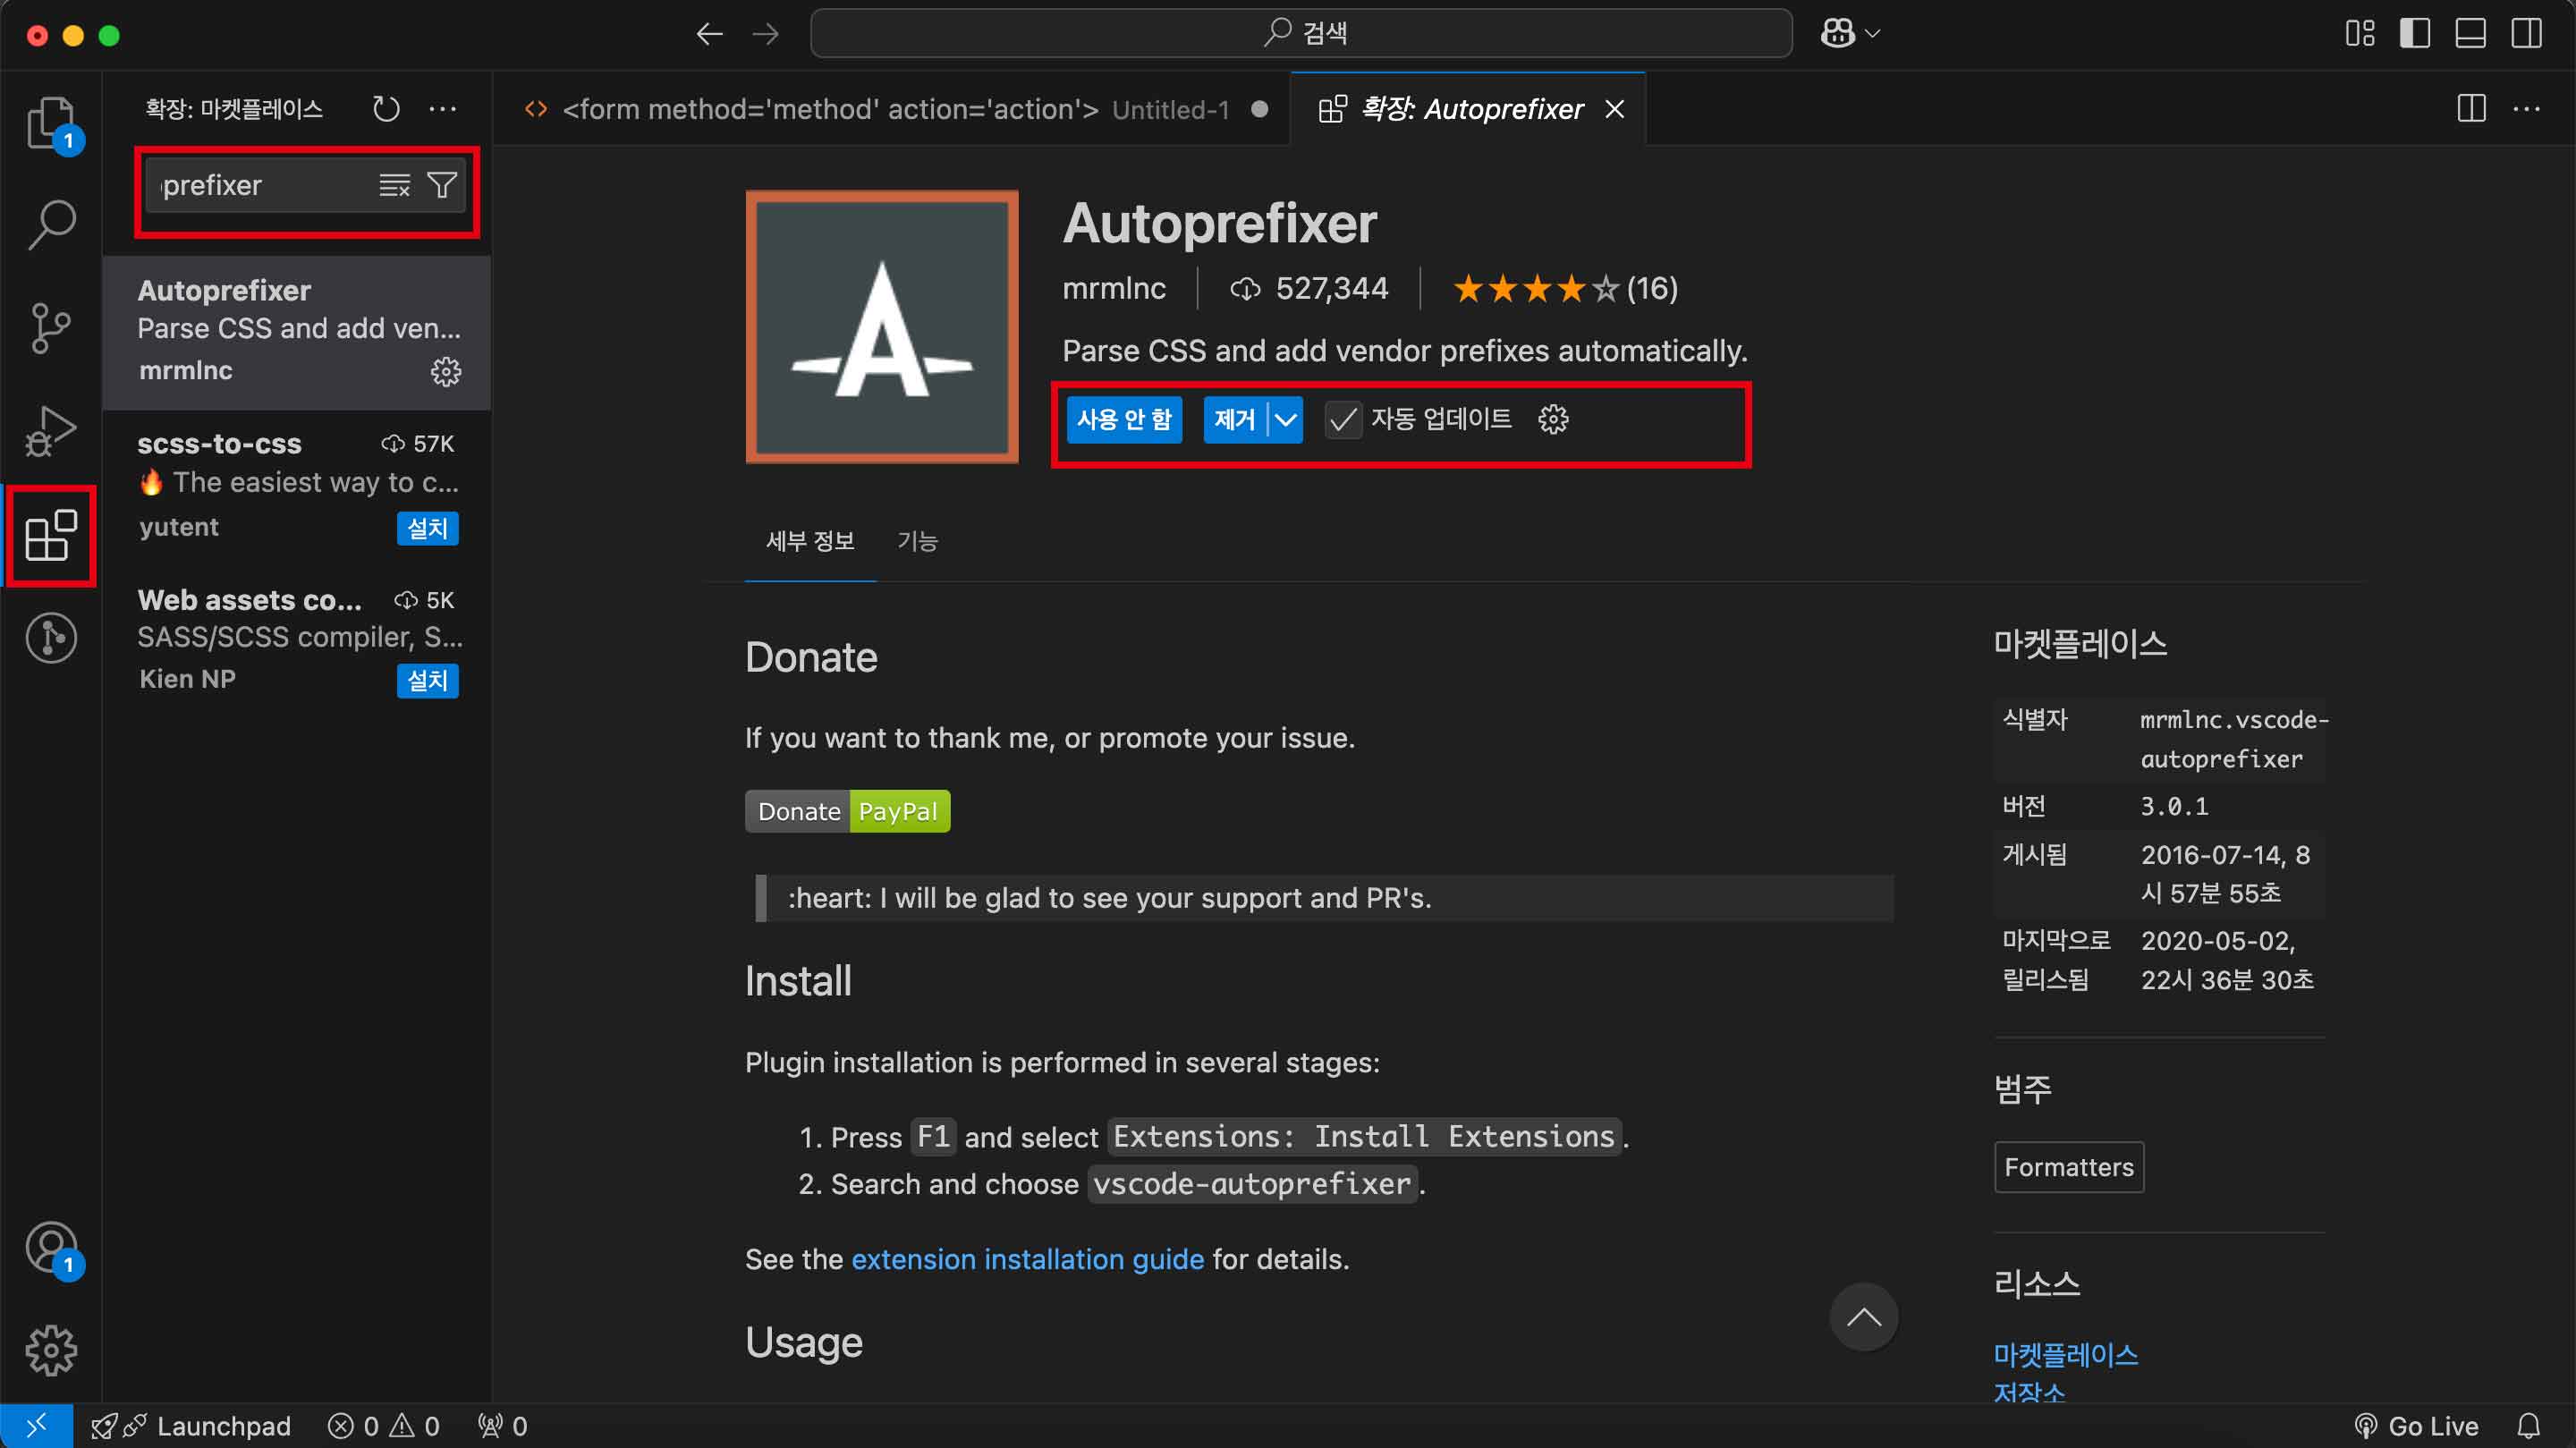 검색
확장: 마켓플레이스
<form method='method' action='action'> Untitled-1
확장: Autoprefixer
1
prefixer
Autoprefixer
Parse CSS and add ven...
mrmlnc
scss-to-css 57K
🔥 The easiest way to c...
yutent 설치
Web assets co... 5K
SASS/SCSS compiler, S...
Kien NP 설치
Autoprefixer
mrmlnc 527,344 ★★★★☆(16)
Parse CSS and add vendor prefixes automatically.
사용 안 함 제거 자동 업데이트
세부 정보 기능
Donate
If you want to thank me, or promote your issue.
Donate PayPal
:heart: I will be glad to see your support and PR's.
Install
Plugin installation is performed in several stages:
1. Press F1 and select Extensions: Install Extensions.
2. Search and choose vscode-autoprefixer.
See the extension installation guide for details.
Usage
마켓플레이스
식별자 mrmlnc.vscode-
autoprefixer
버전 3.0.1
게시됨 2016-07-14, 8
시 57분 55초
마지막으로 2020-05-02,
릴리스됨 22시 36분 30초
범주
Formatters
리소스
마켓플레이스
저장소
1
Launchpad 0 0 0
Go Live